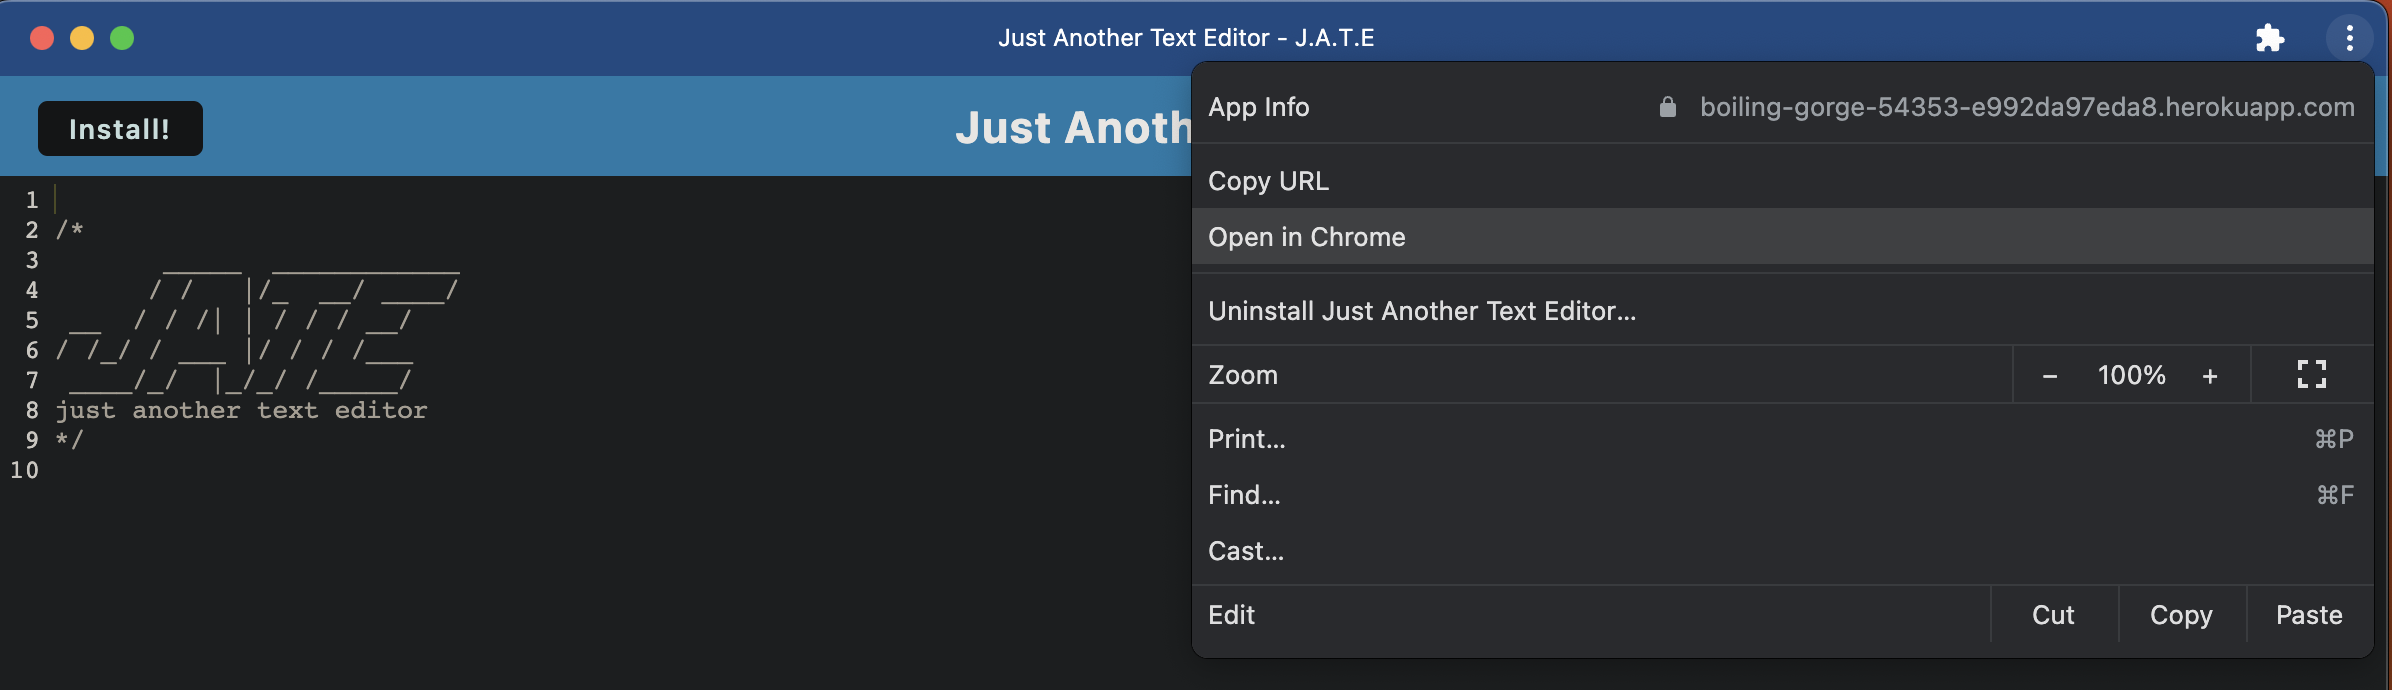 Just Another Text Editor - J.A.T.E
Install!
Just Anoth
App Info boiling-gorge-54353-e992da97eda8.herokuapp.com
Copy URL
Open in Chrome
Uninstall Just Another Text Editor...
Zoom − 100% +
Print... ⌘P
Find... ⌘F
Cast...
Edit Cut Copy Paste
1
2 /*
3
4
5
6
7
8 just another text editor
9 */
10